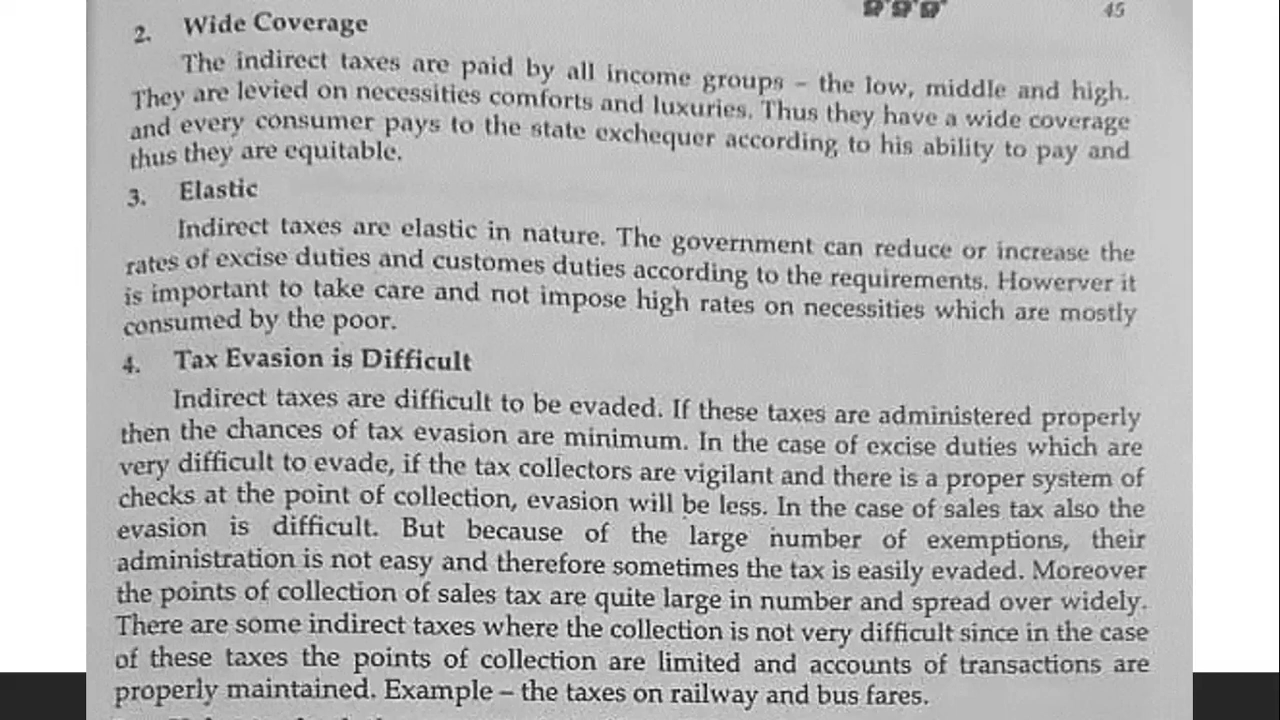 45
2. Wide Coverage
The indirect taxes are paid by all income groups – the low, middle and high.
They are levied on necessities comforts and luxuries. Thus they have a wide coverage
and every consumer pays to the state exchequer according to his ability to pay and
thus they are equitable.
3. Elastic
Indirect taxes are elastic in nature. The government can reduce or increase the
rates of excise duties and customes duties according to the requirements. Howerver it
is important to take care and not impose high rates on necessities which are mostly
consumed by the poor.
4. Tax Evasion is Difficult
Indirect taxes are difficult to be evaded. If these taxes are administered properly
then the chances of tax evasion are minimum. In the case of excise duties which are
very difficult to evade, if the tax collectors are vigilant and there is a proper system of
checks at the point of collection, evasion will be less. In the case of sales tax also the
evasion is difficult. But because of the large number of exemptions, their
administration is not easy and therefore sometimes the tax is easily evaded. Moreover
the points of collection of sales tax are quite large in number and spread over widely.
There are some indirect taxes where the collection is not very difficult since in the case
of these taxes the points of collection are limited and accounts of transactions are
properly maintained. Example – the taxes on railway and bus fares.